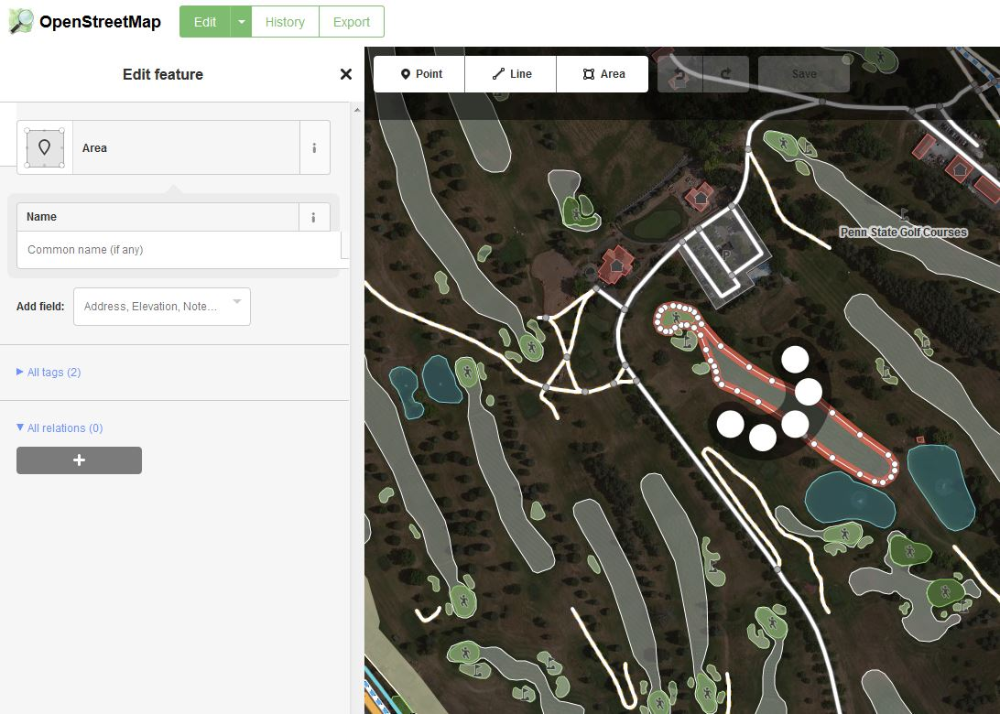 OpenStreetMap
Edit
History
Export
Edit feature
Point
Line
Area
Save
Area
Name
Common name (if any)
Add field:
Address, Elevation, Note...
All tags (2)
All relations (0)
Penn State Golf Courses
P